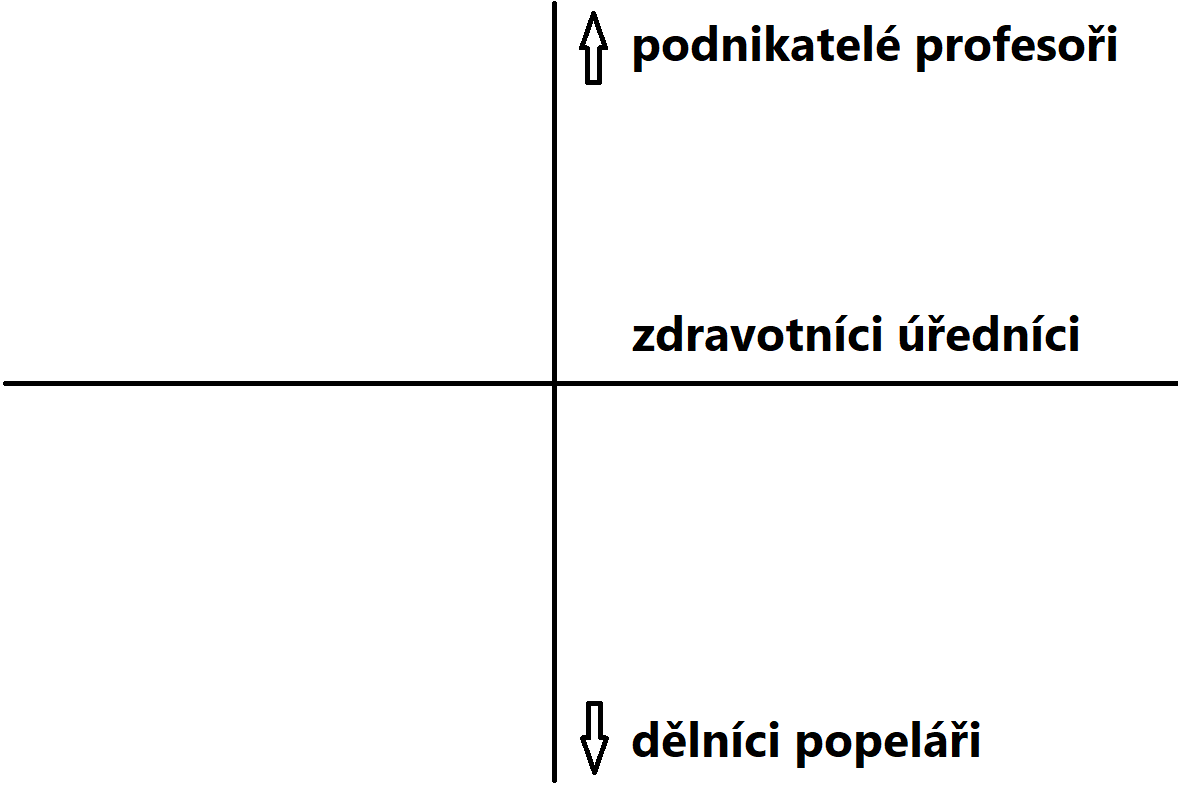 podnikatelé profesoři
zdravotníci úředníci
dělníci popeláři